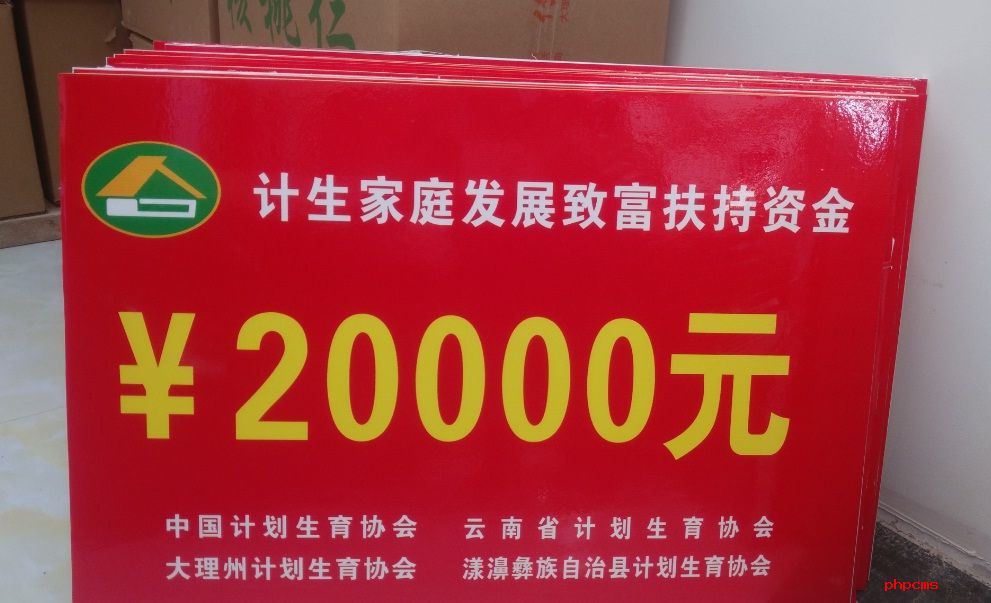 核桃仁
计生家庭发展致富扶持资金
￥20000元
中国计划生育协会 云南省计划生育协会
大理州计划生育协会 漾濞彝族自治县计划生育协会
phpcms